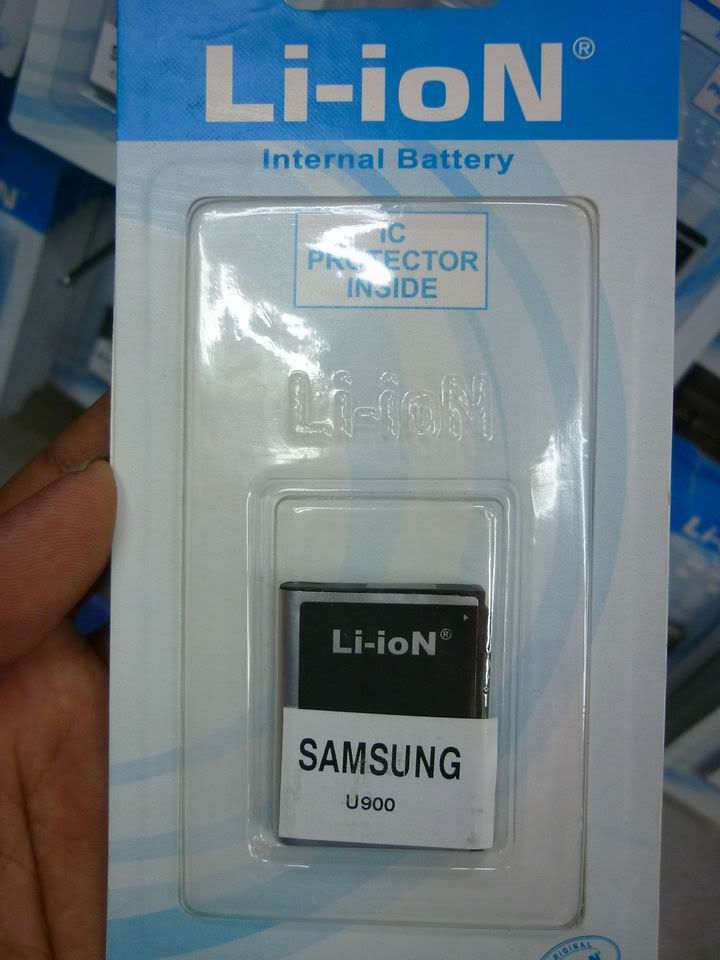 Li-ioN®
Internal Battery
IC
PROTECTOR
INSIDE
Li-ioN
Li-ioN®
SAMSUNG
U900